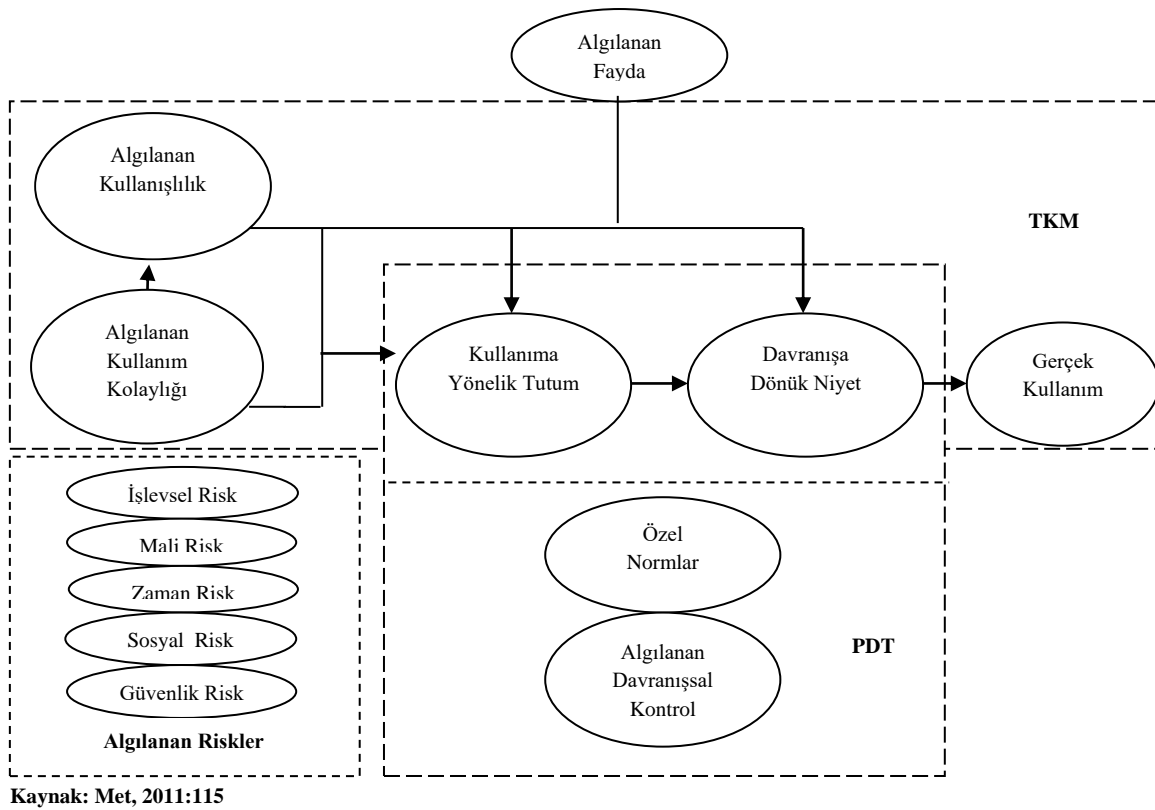 Algılanan
Fayda
Algılanan
Kullanışlılık
TKM
Algılanan
Kullanım
Kolaylığı
Kullanıma
Yönelik Tutum
Davranışa
Dönük Niyet
Gerçek
Kullanım
İşlevsel Risk
Mali Risk
Zaman Risk
Sosyal Risk
Güvenlik Risk
Algılanan Riskler
Özel
Normlar
Algılanan
Davranışsal
Kontrol
PDT
Kaynak: Met, 2011:115